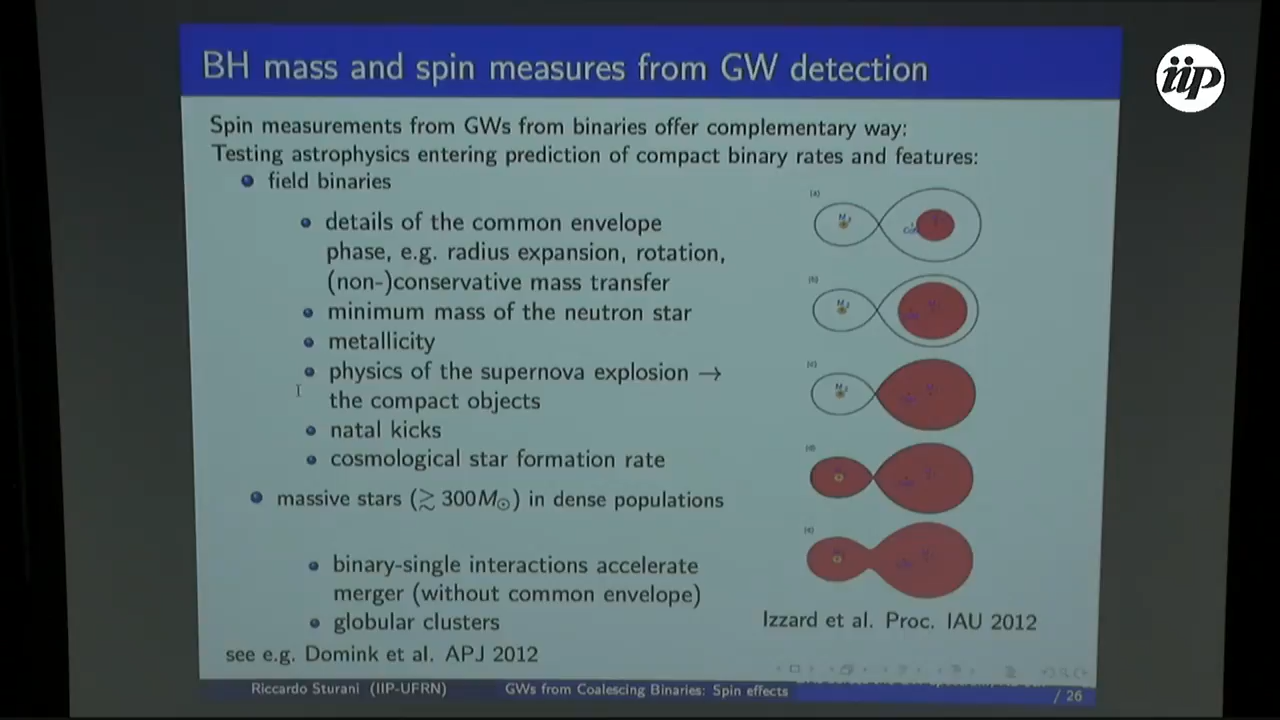 BH mass and spin measures from GW detection
iip
Spin measurements from GWs from binaries offer complementary way:
Testing astrophysics entering prediction of compact binary rates and features:
field binaries
details of the common envelope
phase, e.g. radius expansion, rotation,
(non-)conservative mass transfer
minimum mass of the neutron star
metallicity
physics of the supernova explosion →
the compact objects
natal kicks
cosmological star formation rate
massive stars (≳ 300M⊙) in dense populations
binary-single interactions accelerate
merger (without common envelope)
globular clusters
Izzard et al. Proc. IAU 2012
see e.g. Domink et al. APJ 2012
Riccardo Sturani (IIP-UFRN)
GWs from Coalescing Binaries: Spin effects
/ 26